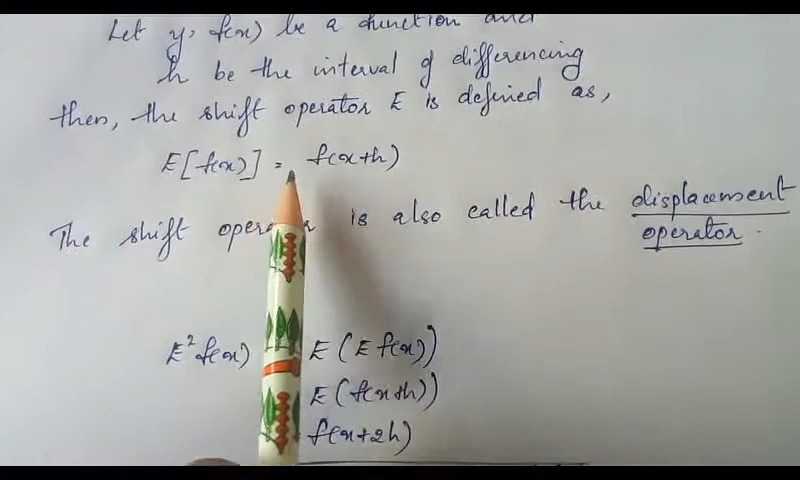 Let y = f(x) be a function and
h be the interval of differencing
then, the shift operator E is defined as,
E[f(x)] = f(x+h)
The shift oper r is also called the displacement
operator.
E² f(x) E(E f(x))
E(f(x+h))
f(x+2h)